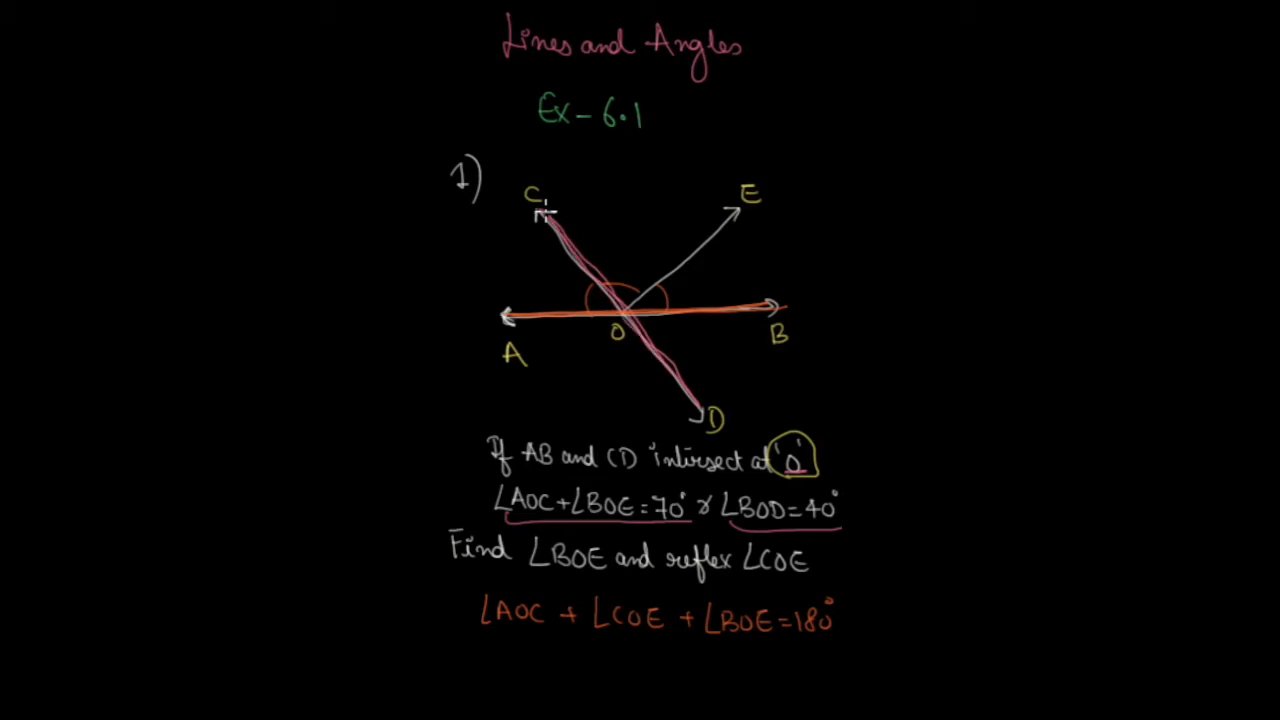 Lines and Angles
Ex - 6.1
1)
C
E
A
O
B
D
If AB and CD intersect at 'O'
∠AOC + ∠BOE = 70° & ∠BOD = 40°
Find ∠BOE and reflex ∠COE
∠AOC + ∠COE + ∠BOE = 180°